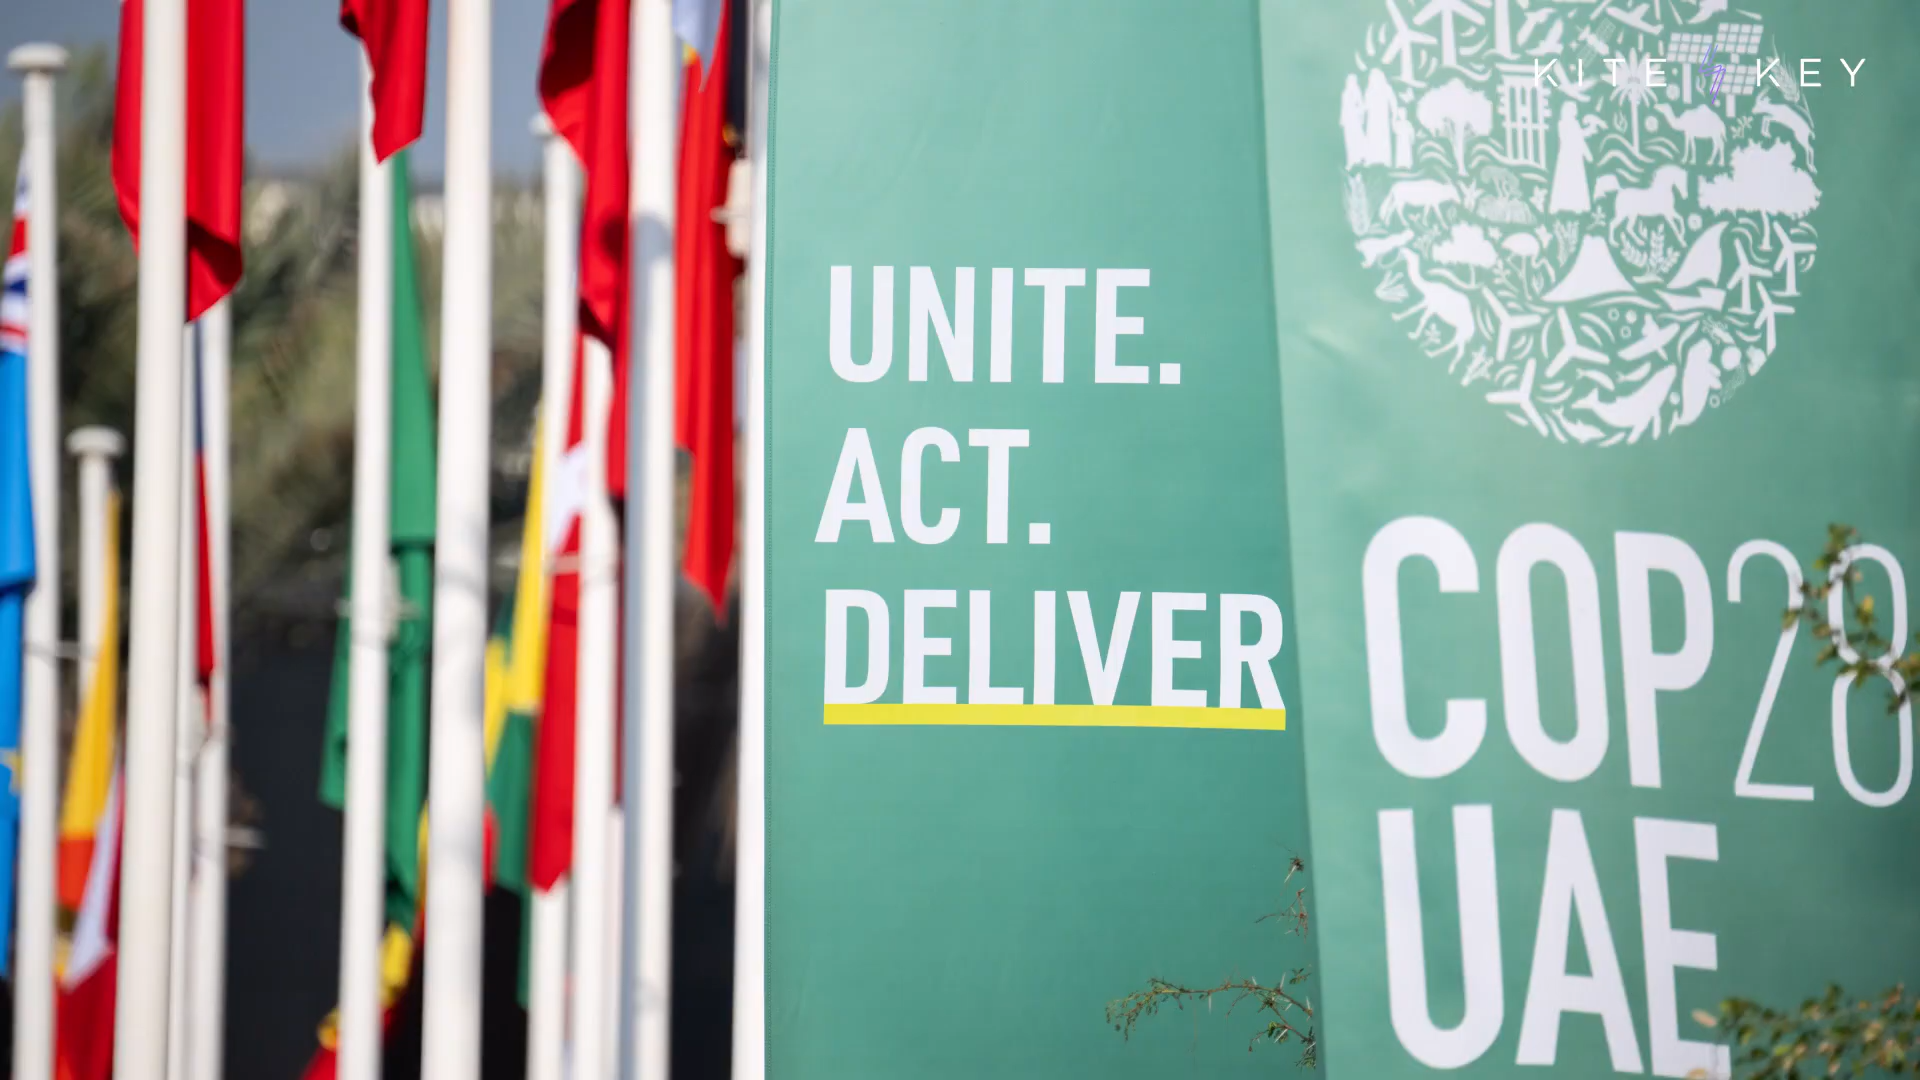 KITE & KEY
UNITE.
ACT.
DELIVER
COP28
UAE